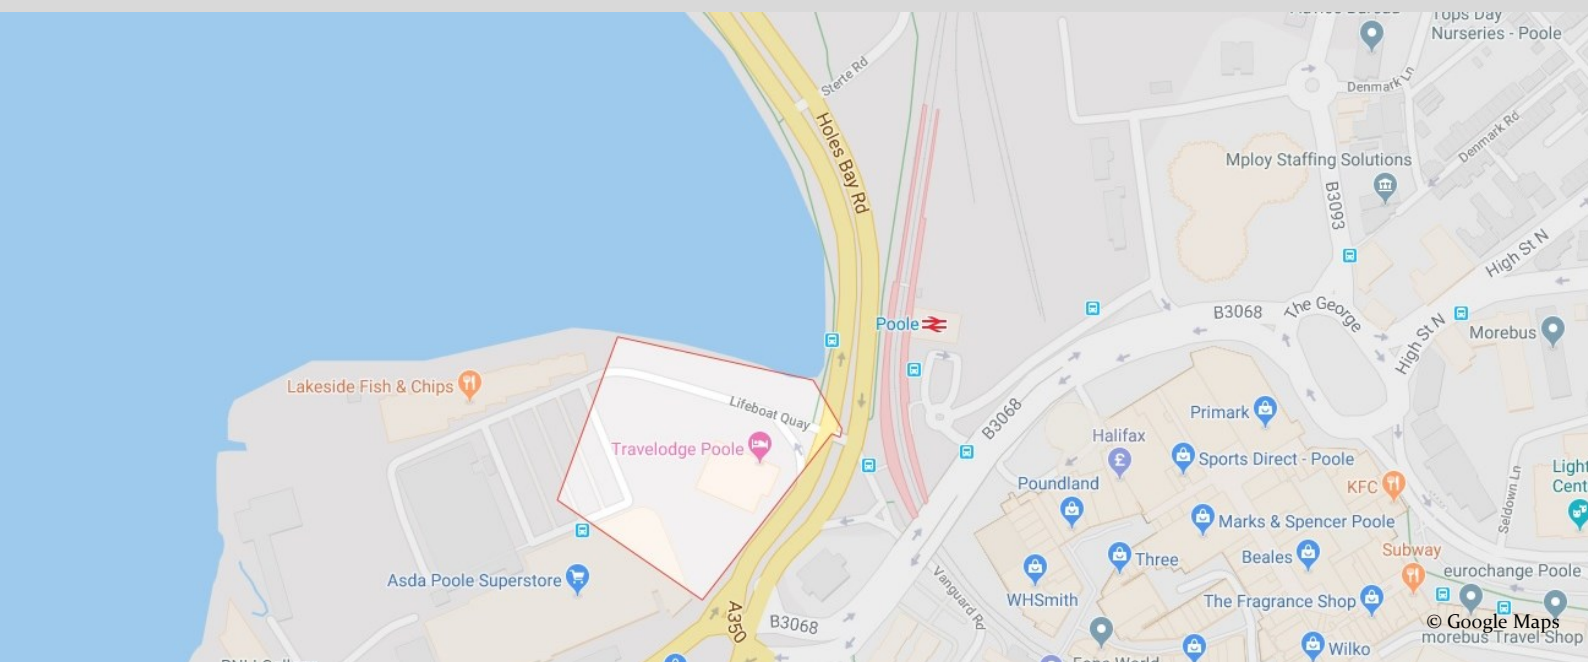 Tops Day
Nurseries - Poole
Sterte Rd
Denmark Ln
Holes Bay Rd
Denmark Rd
Mploy Staffing Solutions
B3093
High St N
Poole
B3068
The George
High St N
Morebus
Lakeside Fish & Chips
Lifeboat Quay
Primark
B3068
Halifax
£
Travelodge Poole
Sports Direct - Poole
Poundland
KFC
Seldown Ln
Marks & Spencer Poole
Three
Beales
Subway
Asda Poole Superstore
eurochange Poole
WHSmith
Vanguard Rd
The Fragrance Shop
A350
B3068
© Google Maps
morebus Travel Shop
Wilko